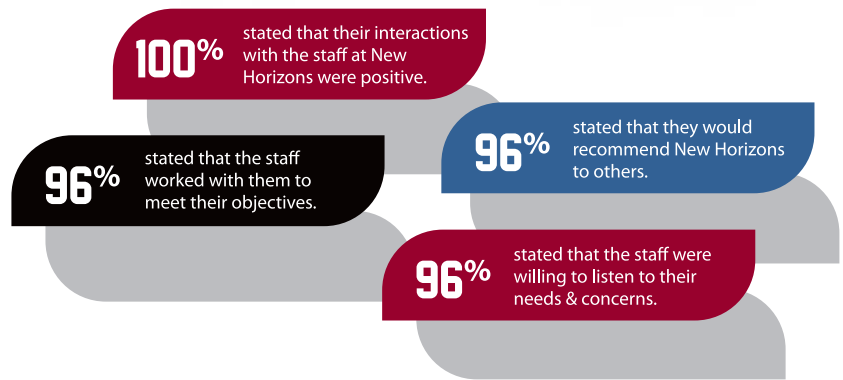 100% stated that their interactions
with the staff at New
Horizons were positive.
96% stated that they would
recommend New Horizons
to others.
96% stated that the staff
worked with them to
meet their objectives.
96% stated that the staff were
willing to listen to their
needs & concerns.